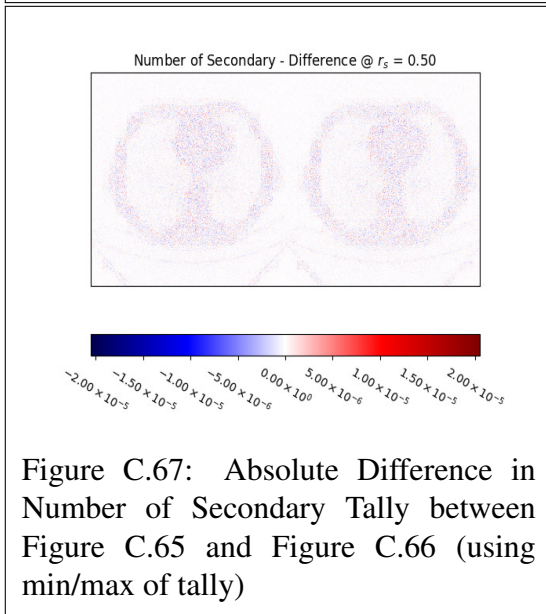 Number of Secondary - Difference @ r_s = 0.50
−2.00 × 10^−5
−1.50 × 10^−5
−1.00 × 10^−5
−5.00 × 10^−6
0.00 × 10^0
5.00 × 10^−6
1.00 × 10^−5
1.50 × 10^−5
2.00 × 10^−5
Figure C.67: Absolute Difference in
Number of Secondary Tally between
Figure C.65 and Figure C.66 (using
min/max of tally)